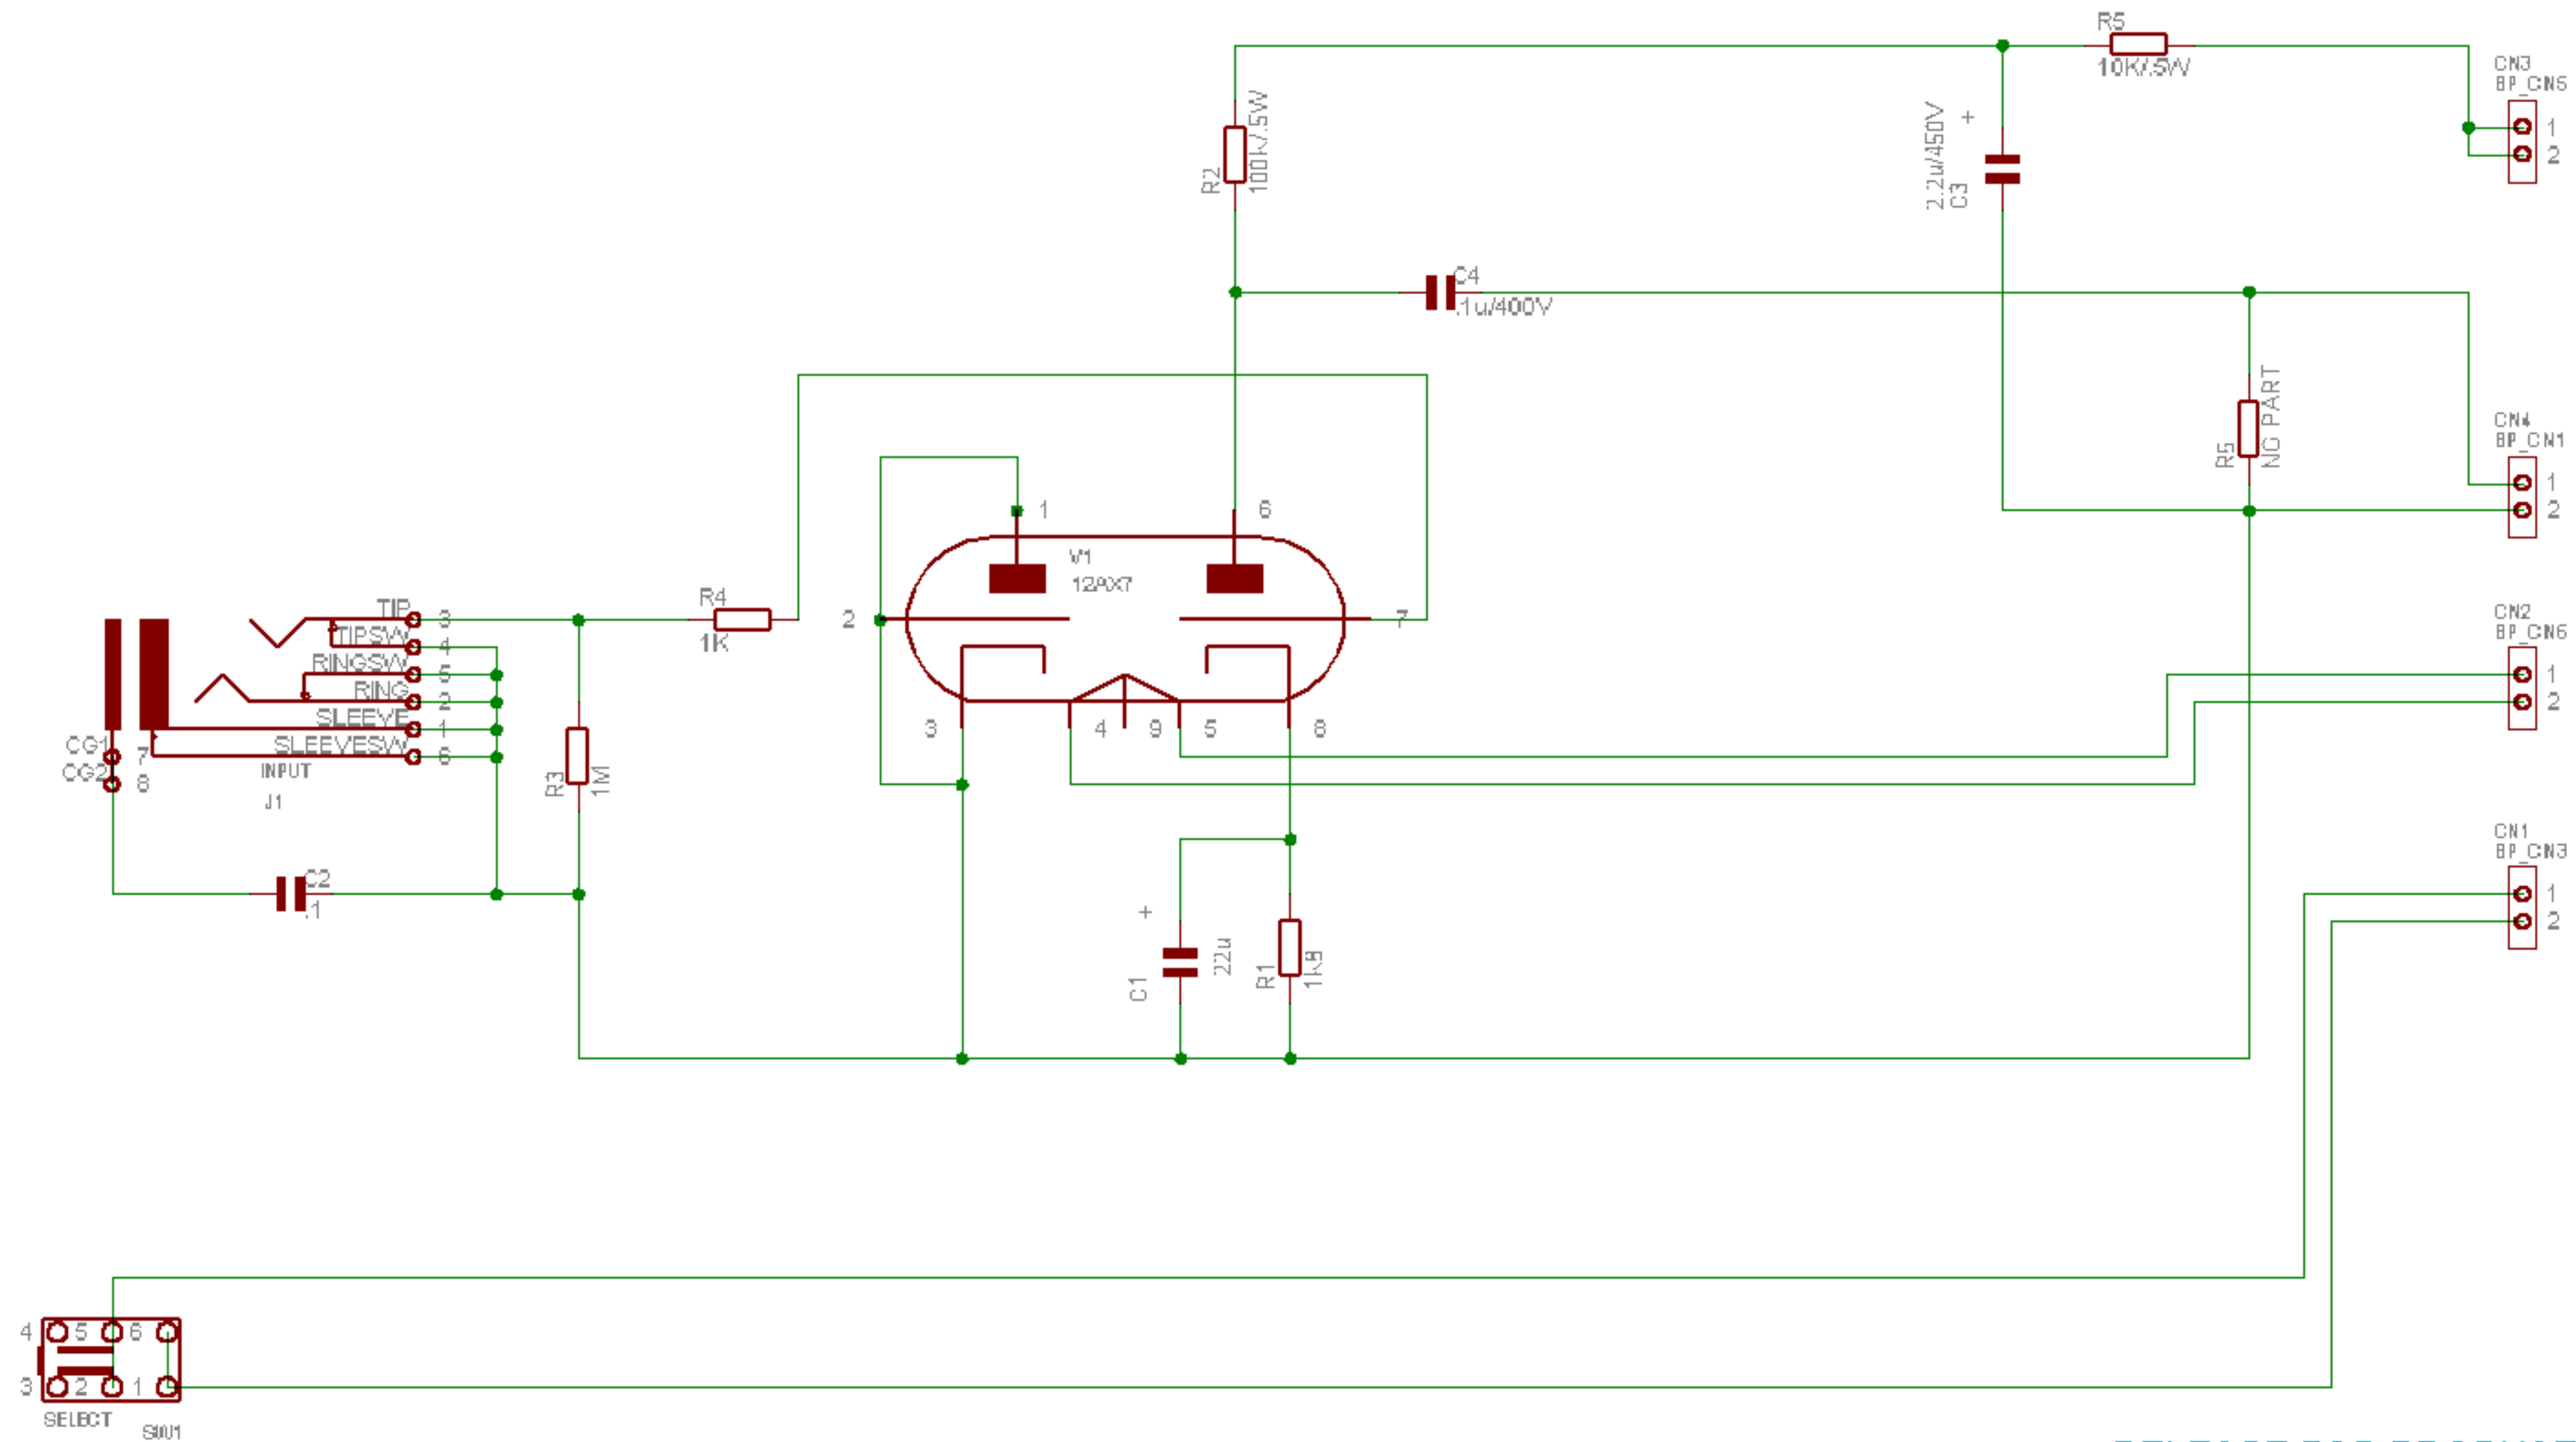 R5
10K/.5W
CN3
BP_CN5
1
2
R2
100K/.5W
+
2.2u/450V
C3
C4
.1u/400V
R5
NO PART
CN4
BP_CN1
1
2
1
6
V1
12AX7
2
7
3
4
9
5
8
R4
1K
TIP
3
TIPSW
4
RINGSW
5
RING
2
SLEEVE
1
SLEEVESW
6
CG1
7
CG2
8
INPUT
J1
R3
1M
CN2
BP_CN6
1
2
C2
.1
+
C1
22u
R1
1k8
CN1
BP_CN3
1
2
4 5 6
3 2 1
SELECT
SW1